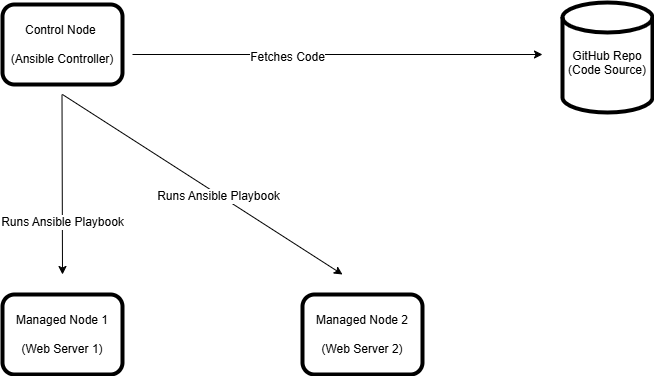 Control Node
(Ansible Controller)
Fetches Code
GitHub Repo
(Code Source)
Runs Ansible Playbook
Runs Ansible Playbook
Managed Node 1
(Web Server 1)
Managed Node 2
(Web Server 2)